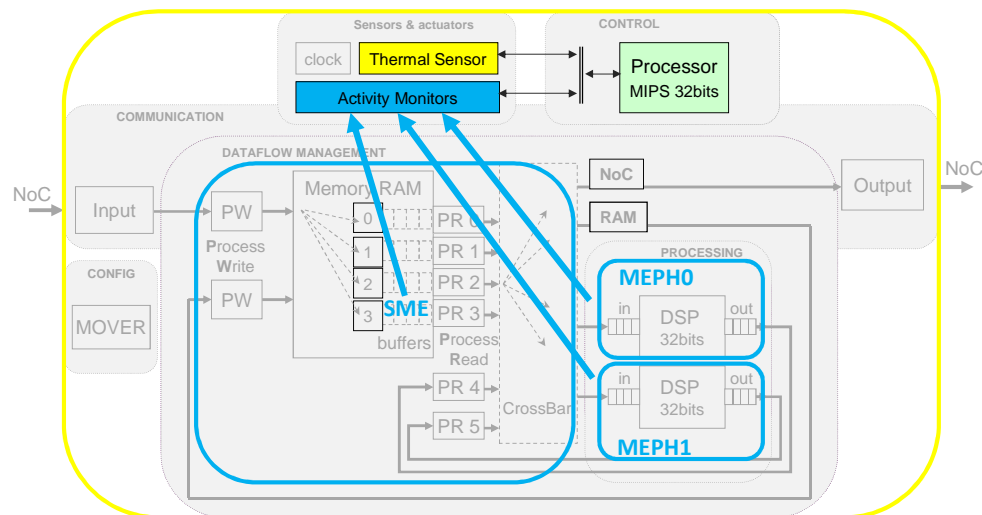 Sensors & actuators
CONTROL
clock
Thermal Sensor
Activity Monitors
Processor
MIPS 32bits
COMMUNICATION
DATAFLOW MANAGEMENT
NoC
Input
PW
Process
Write
PW
Memory RAM
0
1
2
3
SME
buffers
PR 0
PR 1
PR 2
PR 3
Process
Read
PR 4
PR 5
CrossBar
NoC
RAM
Output
NoC
CONFIG
MOVER
PROCESSING
MEPH0
in
DSP
32bits
out
in
DSP
32bits
out
MEPH1